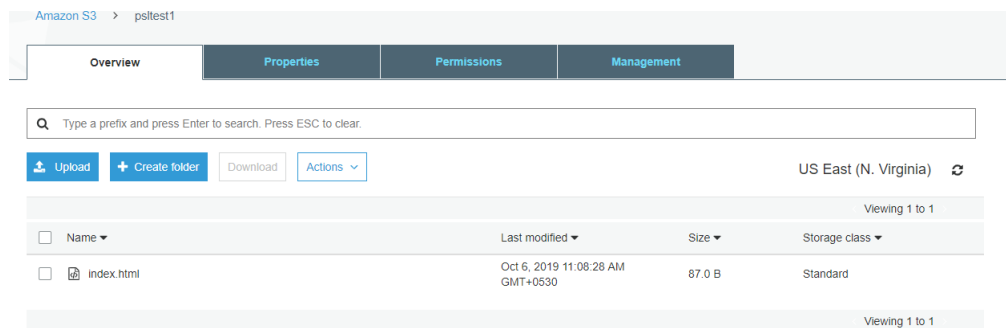 Amazon S3 > psltest1
Overview Properties Permissions Management
Type a prefix and press Enter to search. Press ESC to clear.
Upload Create folder Download Actions US East (N. Virginia)
Viewing 1 to 1
Name Last modified Size Storage class
index.html Oct 6, 2019 11:08:28 AM GMT+0530 87.0 B Standard
Viewing 1 to 1